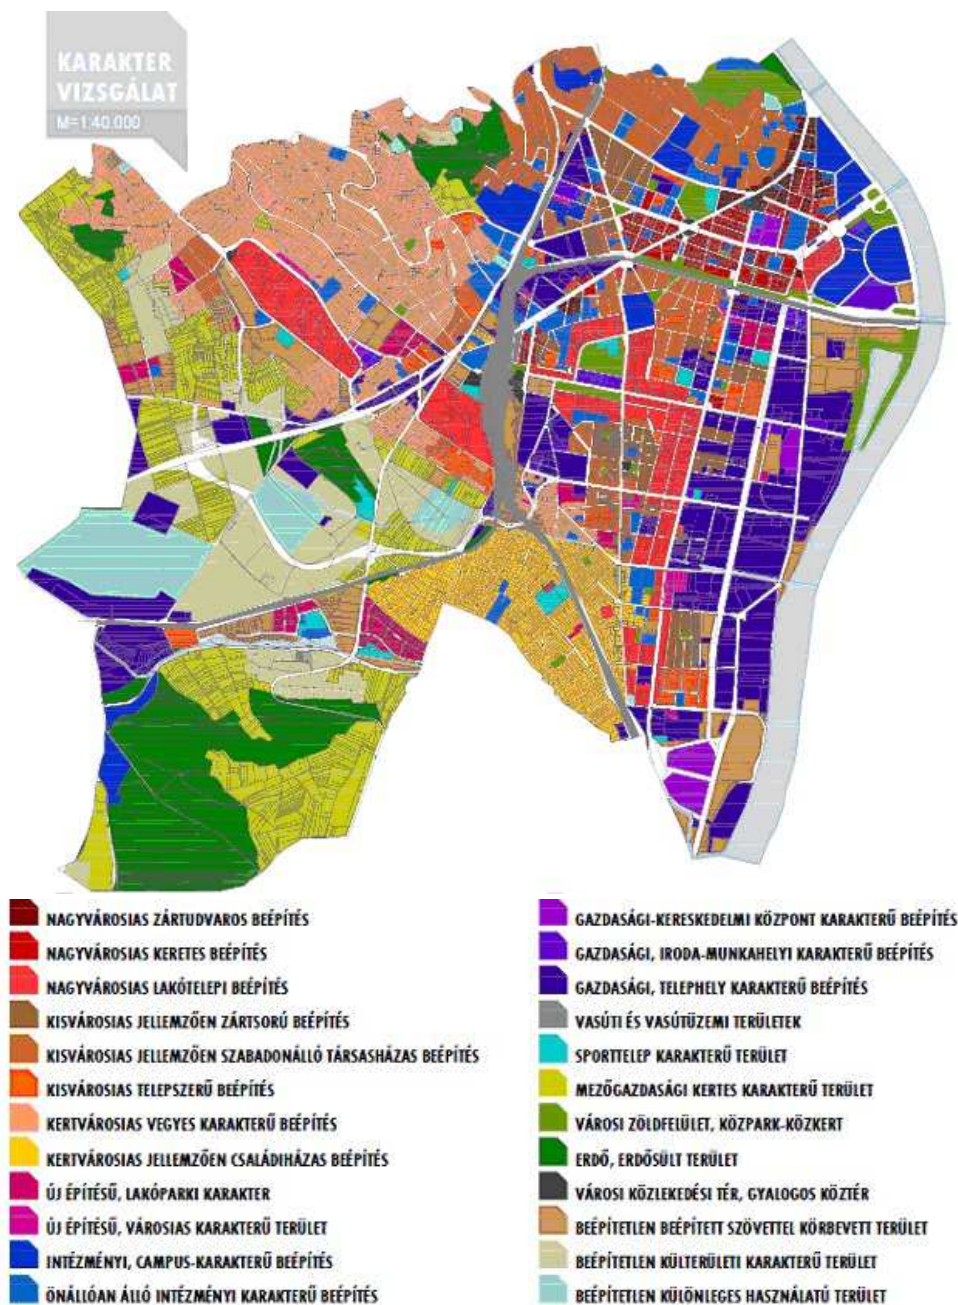 KARAKTER
VIZSGÁLAT
M=1:40.000
NAGYVÁROSIAS ZÁRTUDVAROS BEÉPÍTÉS
NAGYVÁROSIAS KERETES BEÉPÍTÉS
NAGYVÁROSIAS LAKÓTELEPI BEÉPÍTÉS
KISVÁROSIAS JELLEMZŐEN ZÁRTSORÚ BEÉPÍTÉS
KISVÁROSIAS JELLEMZŐEN SZABADONÁLLÓ TÁRSASHÁZAS BEÉPÍTÉS
KISVÁROSIAS TELEPSZERŰ BEÉPÍTÉS
KERTVÁROSIAS VEGYES KARAKTERŰ BEÉPÍTÉS
KERTVÁROSIAS JELLEMZŐEN CSALÁDIHÁZAS BEÉPÍTÉS
ÚJ ÉPÍTÉSŰ, LAKÓPARKI KARAKTER
ÚJ ÉPÍTÉSŰ, VÁROSIAS KARAKTERŰ TERÜLET
INTÉZMÉNYI, CAMPUS-KARAKTERŰ BEÉPÍTÉS
ÖNÁLLÓAN ÁLLÓ INTÉZMÉNYI KARAKTERŰ BEÉPÍTÉS
GAZDASÁGI-KERESKEDELMI KÖZPONT KARAKTERŰ BEÉPÍTÉS
GAZDASÁGI, IRODA-MUNKAHELYI KARAKTERŰ BEÉPÍTÉS
GAZDASÁGI, TELEPHELY KARAKTERŰ BEÉPÍTÉS
VASÚTI ÉS VASÚTÜZEMI TERÜLETEK
SPORTTELEP KARAKTERŰ TERÜLET
MEZŐGAZDASÁGI KERTES KARAKTERŰ TERÜLET
VÁROSI ZÖLDFELÜLET, KÖZPARK-KÖZKERT
ERDŐ, ERDŐSÜLT TERÜLET
VÁROSI KÖZLEKEDÉSI TÉR, GYALOGOS KÖZTÉR
BEÉPÍTETLEN BEÉPÍTETT SZÖVETTEL KÖRBEVETT TERÜLET
BEÉPÍTETLEN KÜLTERÜLETI KARAKTERŰ TERÜLET
BEÉPÍTETLEN KÜLÖNLEGES HASZNÁLATÚ TERÜLET